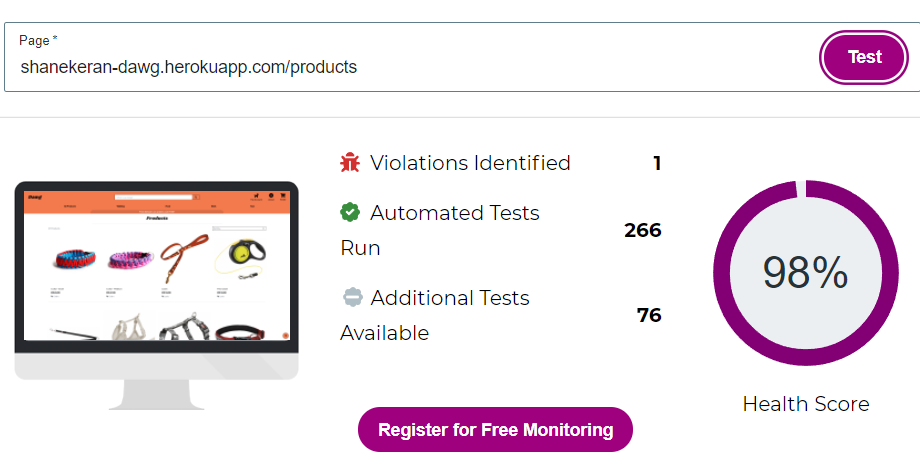 Page *
shanekeran-dawg.herokuapp.com/products
Test
Violations Identified 1
Automated Tests
Run
266
Additional Tests
Available
76
98%
Health Score
Register for Free Monitoring
Products